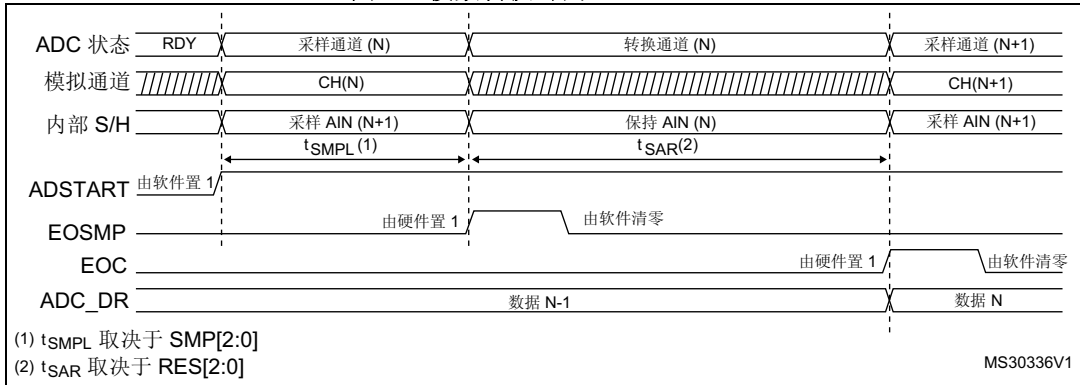 ADC 状态 RDY 采样通道 (N) 转换通道 (N) 采样通道 (N+1)
模拟通道 CH(N) CH(N+1)
内部 S/H 采样 AIN (N+1) 保持 AIN (N) 采样 AIN (N+1)
tSMPL (1) tSAR(2)
ADSTART 由软件置 1
EOSMP 由硬件置 1 由软件清零
EOC 由硬件置 1 由软件清零
ADC_DR 数据 N-1 数据 N
(1) tSMPL 取决于 SMP[2:0]
(2) tSAR 取决于 RES[2:0]
MS30336V1